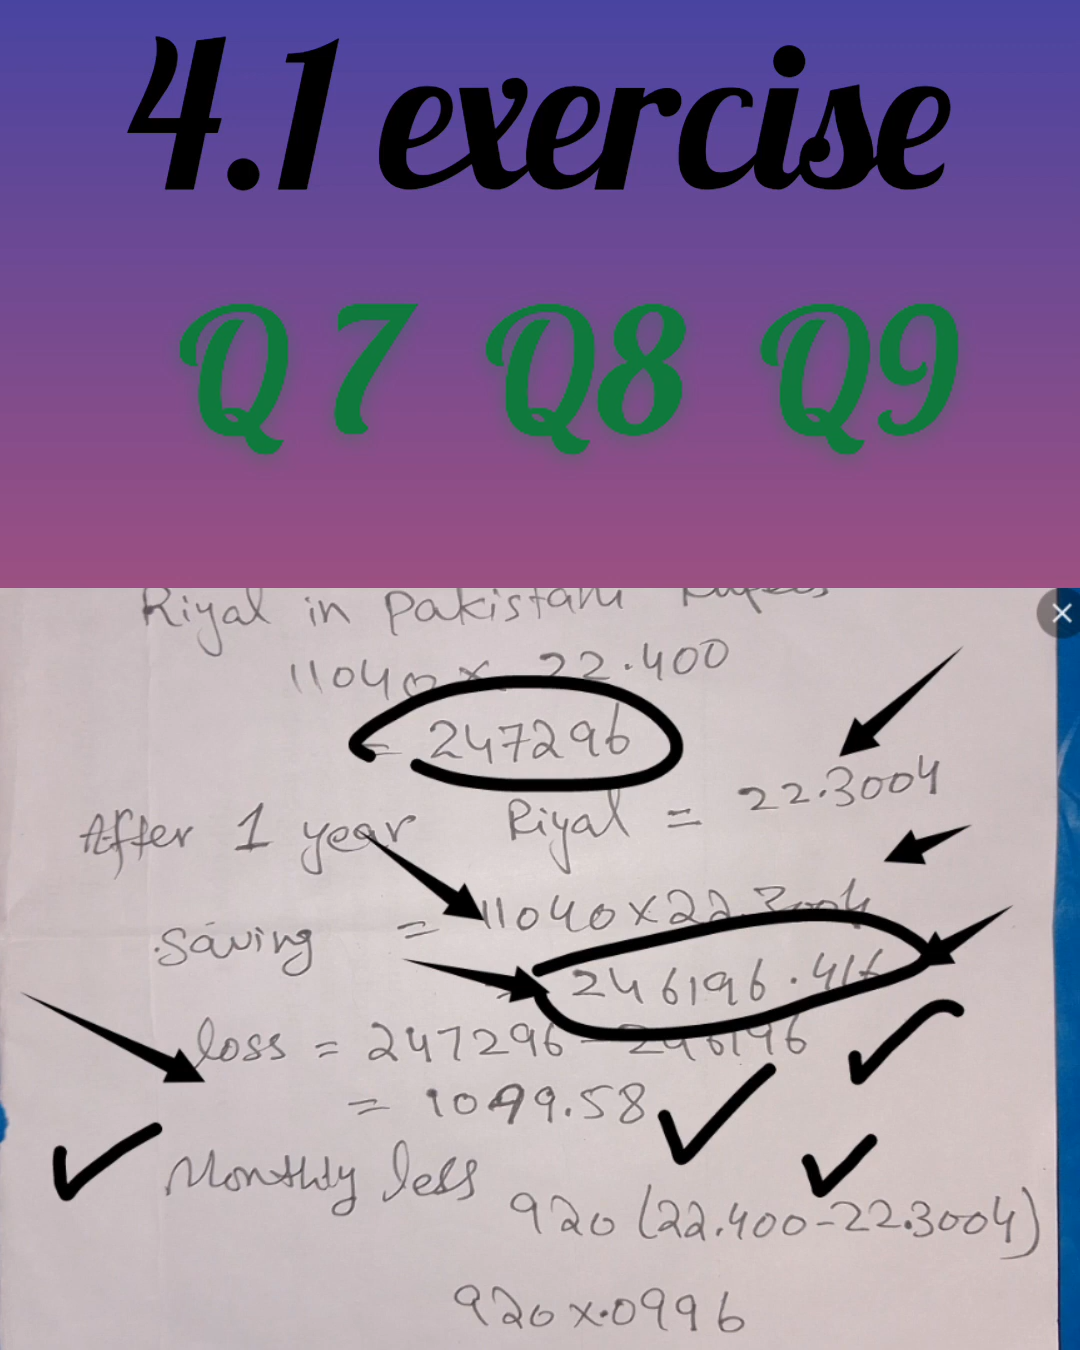 4.1 exercise
Q 7 Q8 Q9
Riyal in Pakistani Rupees
11040 x 22.400
= 247296
After 1 year Riyal = 22.3004
Saving = 11040 x 22.3004
= 246196.416
loss = 247296 - 246196
= 1099.58
Monthly loss
920 (22.400-22.3004)
920 x .0996